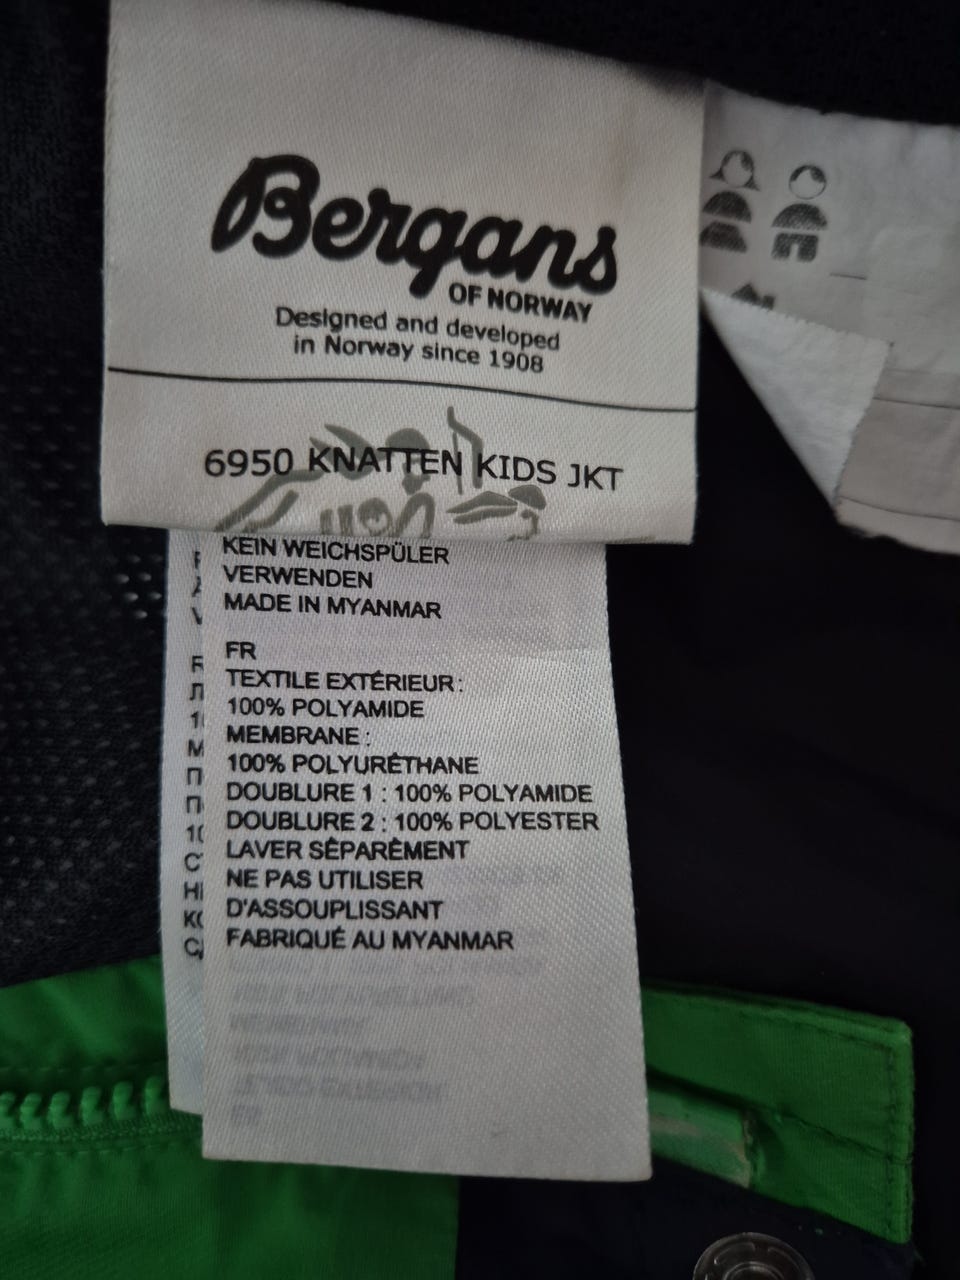 Bergans
OF NORWAY
Designed and developed
in Norway since 1908
6950 KNATTEN KIDS JKT
KEIN WEICHSPÜLER
VERWENDEN
MADE IN MYANMAR
FR
TEXTILE EXTÉRIEUR:
100% POLYAMIDE
MEMBRANE :
100% POLYURÉTHANE
DOUBLURE 1 : 100% POLYAMIDE
DOUBLURE 2 : 100% POLYESTER
LAVER SÉPARÉMENT
NE PAS UTILISER
D'ASSOUPLISSANT
FABRIQUÉ AU MYANMAR